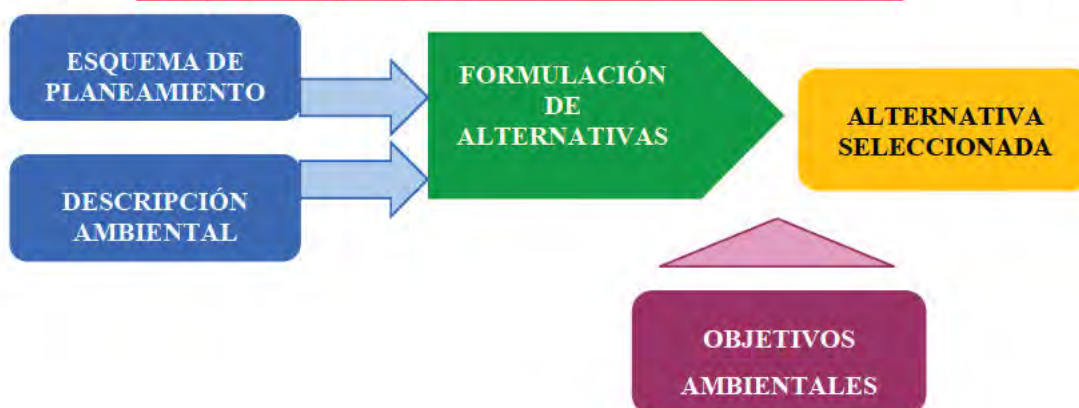 ESQUEMA DE
PLANEAMIENTO
DESCRIPCIÓN
AMBIENTAL
FORMULACIÓN
DE
ALTERNATIVAS
ALTERNATIVA
SELECCIONADA
OBJETIVOS
AMBIENTALES